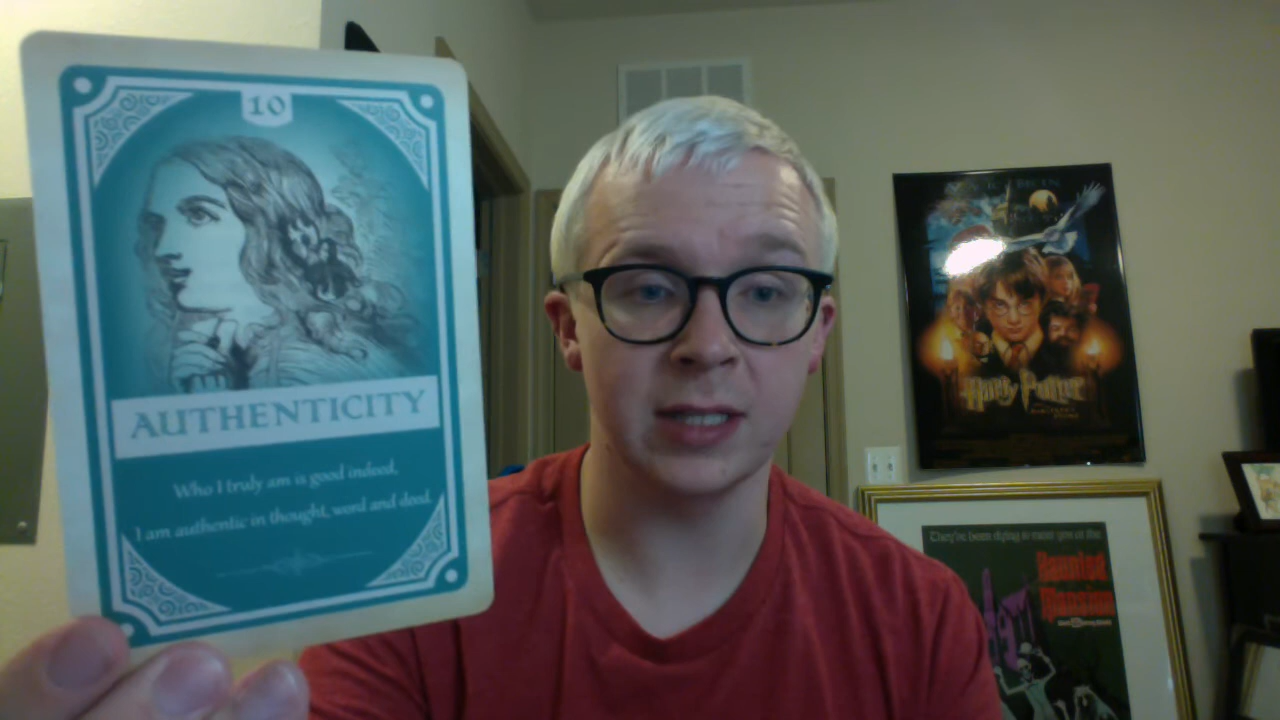 10
AUTHENTICITY
Who I truly am is good indeed,
I am authentic in thought, word and deed.
Harry Potter
They've been dying to meet you at the
Haunted
Mansion